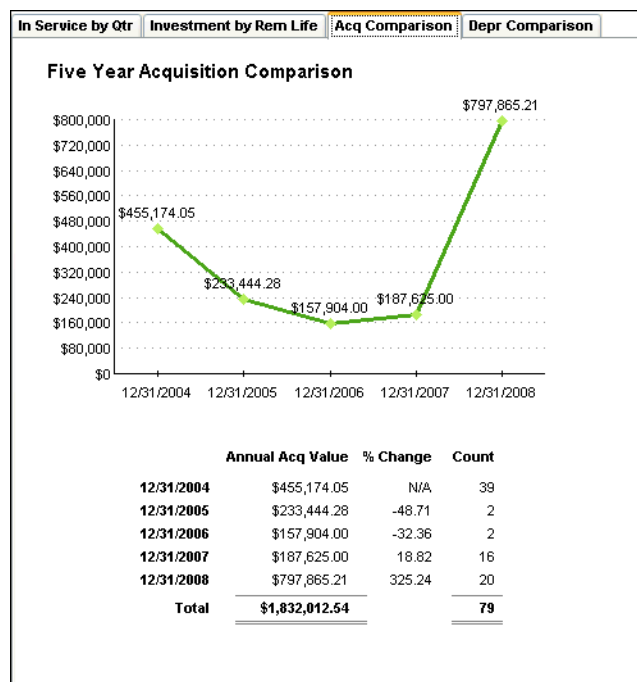 In Service by Qtr Investment by Rem Life Acq Comparison Depr Comparison
Five Year Acquisition Comparison
$797,865.21
$800,000
$720,000
$640,000
$560,000
$480,000
$455,174.05
$400,000
$320,000
$233,444.28
$240,000
$157,904.00
$187,625.00
$160,000
$80,000
$0
12/31/2004 12/31/2005 12/31/2006 12/31/2007 12/31/2008
Annual Acq Value % Change Count
12/31/2004 $455,174.05 N/A 39
12/31/2005 $233,444.28 -48.71 2
12/31/2006 $157,904.00 -32.36 2
12/31/2007 $187,625.00 18.82 16
12/31/2008 $797,865.21 325.24 20
Total $1,832,012.54 79